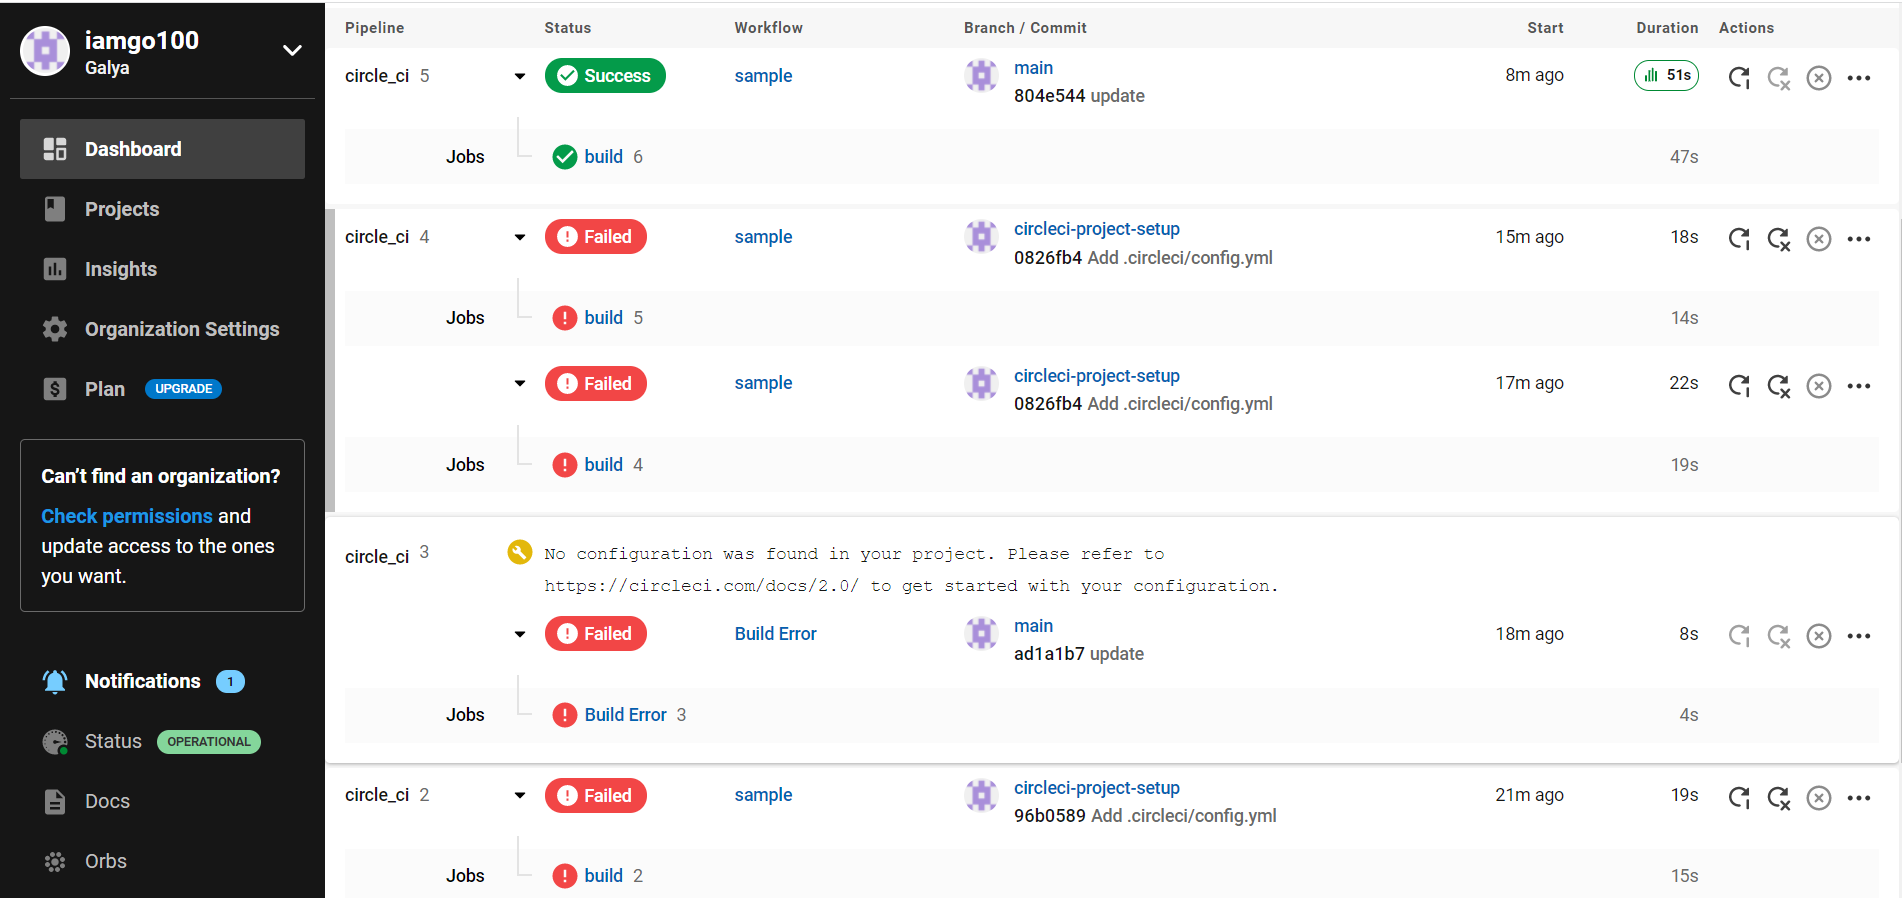 iamgo100
Galya
Dashboard
Projects
Insights
Organization Settings
Plan UPGRADE
Can’t find an organization?
Check permissions and
update access to the ones
you want.
Notifications 1
Status OPERATIONAL
Docs
Orbs
Pipeline Status Workflow Branch / Commit Start Duration Actions
circle_ci 5 Success sample main 8m ago 51s
804e544 update
Jobs build 6 47s
circle_ci 4 Failed sample circleci-project-setup 15m ago 18s
0826fb4 Add .circleci/config.yml
Jobs build 5 14s
Failed sample circleci-project-setup 17m ago 22s
0826fb4 Add .circleci/config.yml
Jobs build 4 19s
circle_ci 3 No configuration was found in your project. Please refer to
https://circleci.com/docs/2.0/ to get started with your configuration.
Failed Build Error main 18m ago 8s
ad1a1b7 update
Jobs Build Error 3 4s
circle_ci 2 Failed sample circleci-project-setup 21m ago 19s
96b0589 Add .circleci/config.yml
Jobs build 2 15s